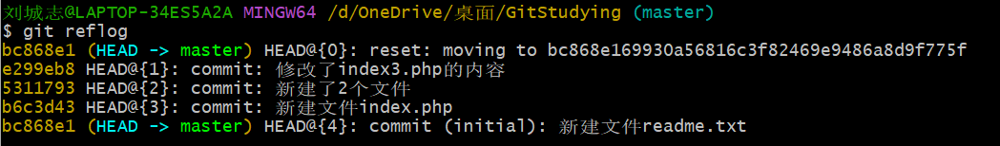 刘城志@LAPTOP-34ES5A2A MINGW64 /d/OneDrive/桌面/GitStudying (master)
$ git reflog
bc868e1 (HEAD -> master) HEAD@{0}: reset: moving to bc868e169930a56816c3f82469e9486a8d9f775f
e299eb8 HEAD@{1}: commit: 修改了index3.php的内容
5311793 HEAD@{2}: commit: 新建了2个文件
b6c3d43 HEAD@{3}: commit: 新建文件index.php
bc868e1 (HEAD -> master) HEAD@{4}: commit (initial): 新建文件readme.txt